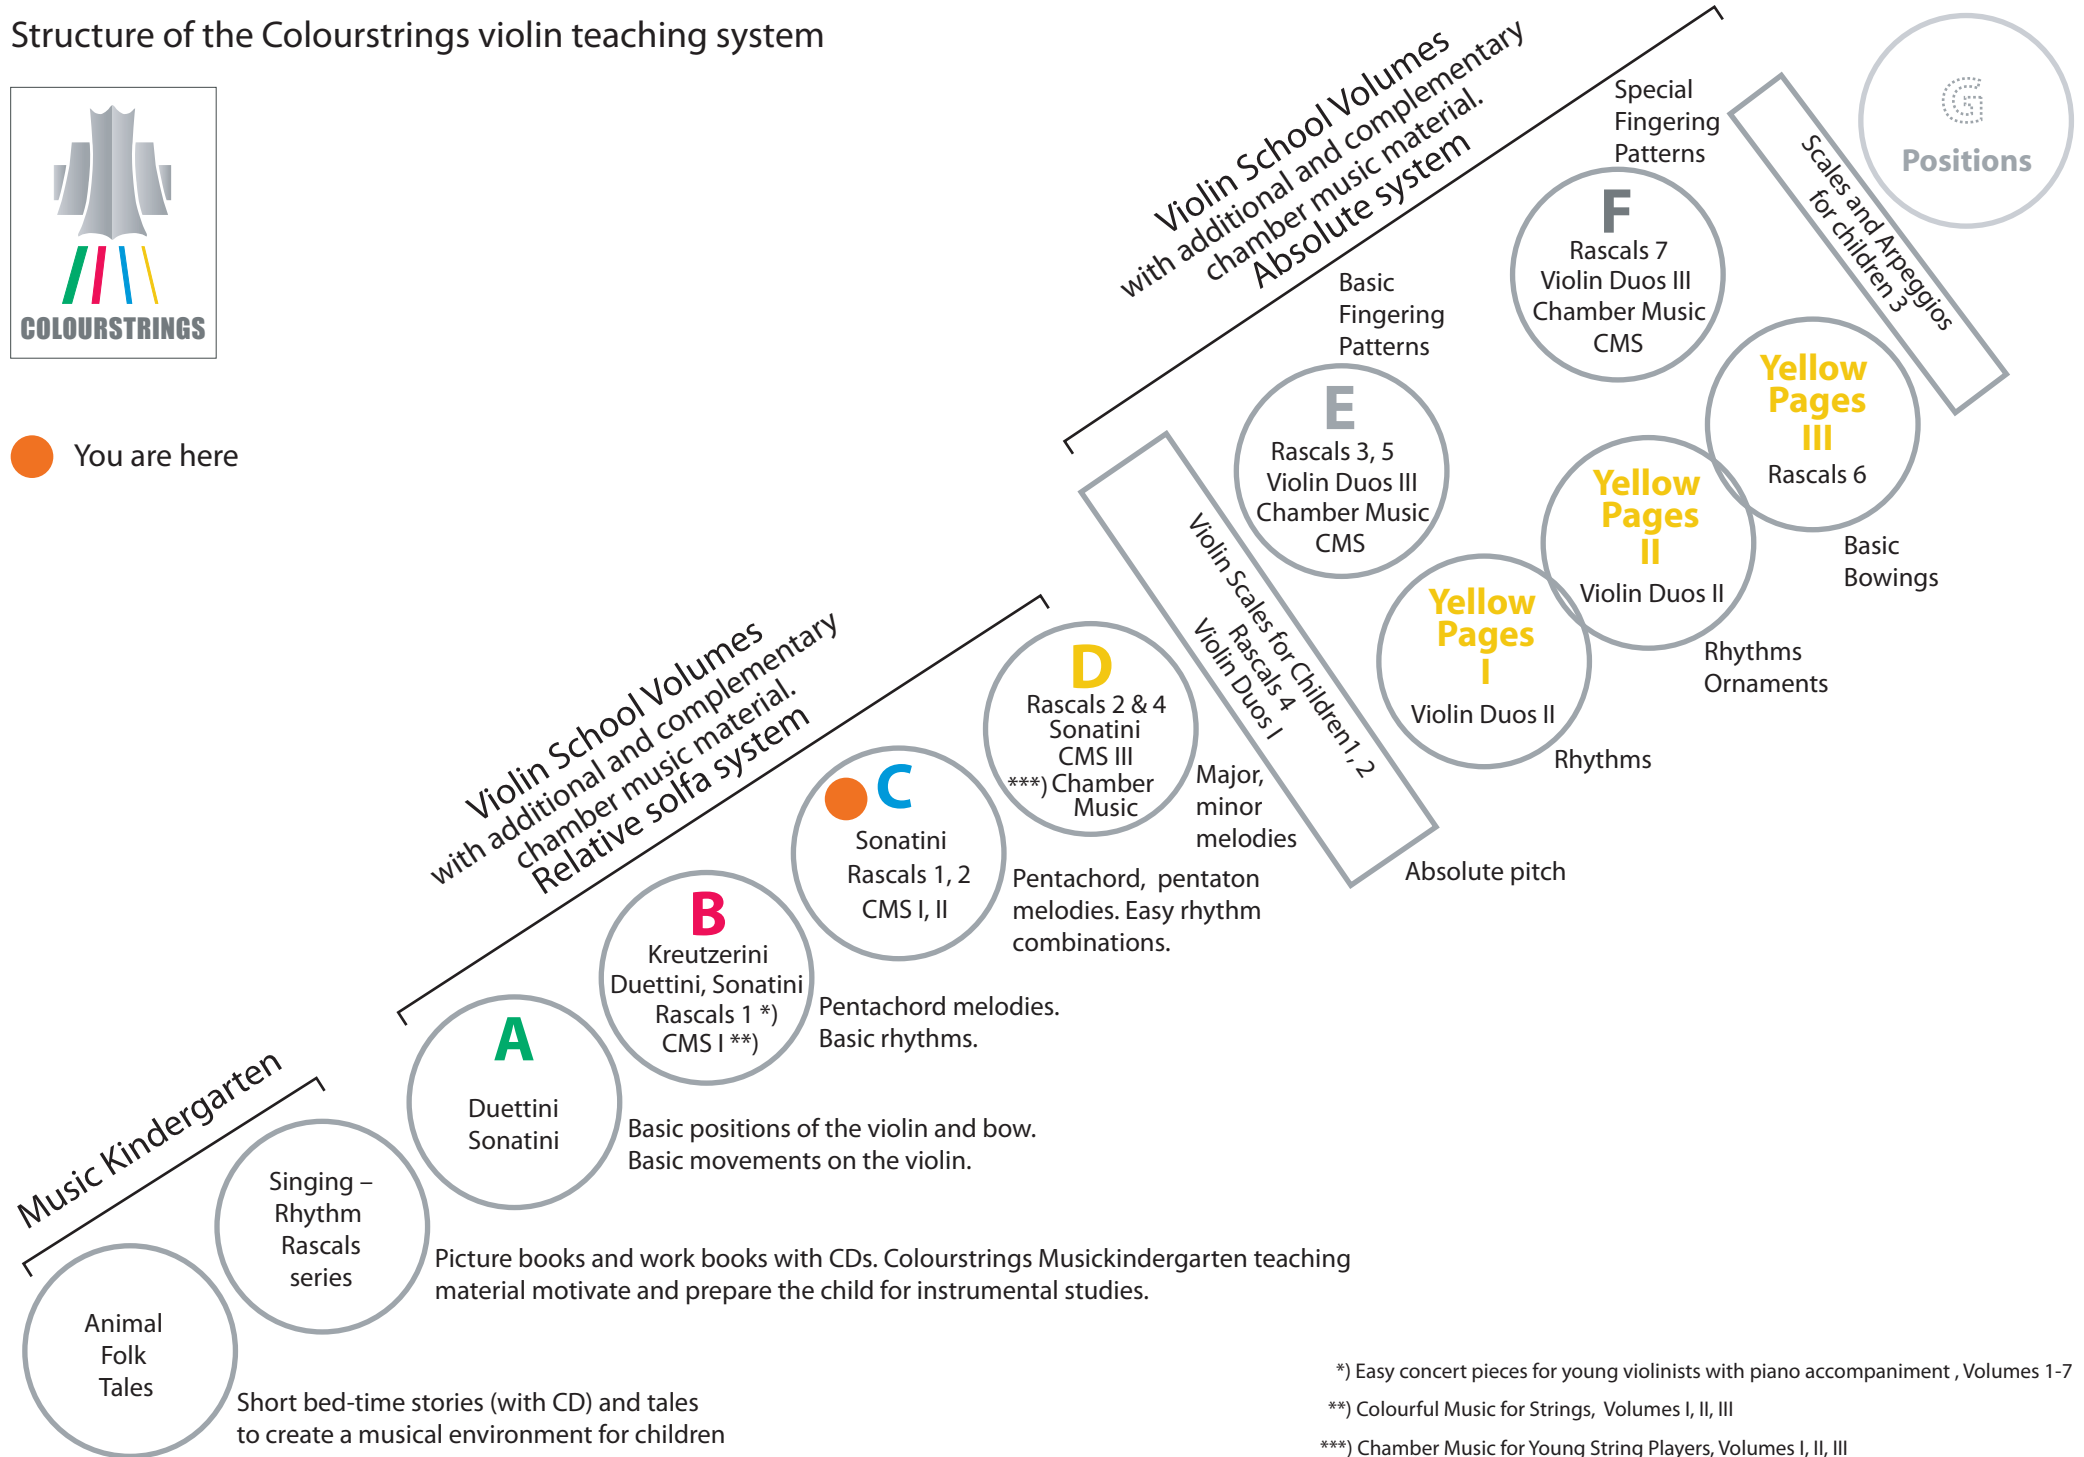 Structure of the Colourstrings violin teaching system
COLOURSTRINGS
You are here
Music Kindergarten
Animal
Folk
Tales
Short bed-time stories (with CD) and tales
to create a musical environment for children
Singing –
Rhythm
Rascals
series
Picture books and work books with CDs. Colourstrings Musickindergarten teaching
material motivate and prepare the child for instrumental studies.
Violin School Volumes
with additional and complementary
chamber music material.
Relative solfa system
A
Duettini
Sonatini
Basic positions of the violin and bow.
Basic movements on the violin.
B
Kreutzerini
Duettini, Sonatini
Rascals 1 *)
CMS I **)
Pentachord melodies.
Basic rhythms.
C
Sonatini
Rascals 1, 2
CMS I, II
Pentachord, pentaton
melodies. Easy rhythm
combinations.
D
Rascals 2 & 4
Sonatini
CMS III
***) Chamber
Music
Major,
minor
melodies
Violin Scales for Children1, 2
Rascals 4
Violin Duos I
Absolute pitch
Violin School Volumes
with additional and complementary
chamber music material.
Absolute system
Basic
Fingering
Patterns
E
Rascals 3, 5
Violin Duos III
Chamber Music
CMS
Special
Fingering
Patterns
F
Rascals 7
Violin Duos III
Chamber Music
CMS
Yellow
Pages
I
Violin Duos II
Rhythms
Yellow
Pages
II
Violin Duos II
Rhythms
Ornaments
Yellow
Pages
III
Rascals 6
Basic
Bowings
Scales and Arpeggios
for children 3
G
Positions
*) Easy concert pieces for young violinists with piano accompaniment , Volumes 1-7
**) Colourful Music for Strings, Volumes I, II, III
***) Chamber Music for Young String Players, Volumes I, II, III